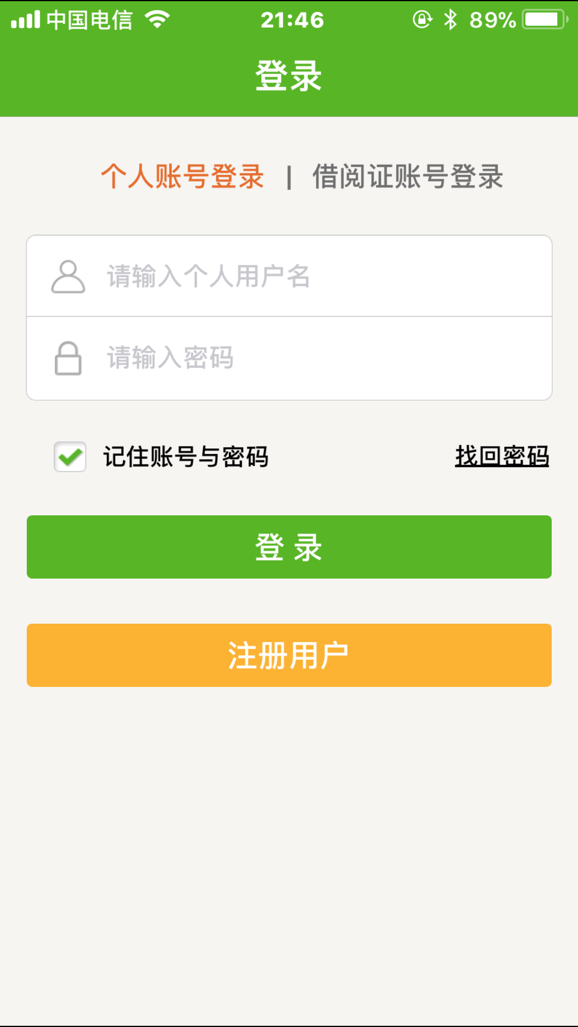 中国电信 21:46 89%
登录
个人账号登录 | 借阅证账号登录
请输入个人用户名
请输入密码
记住账号与密码 找回密码
登 录
注册用户